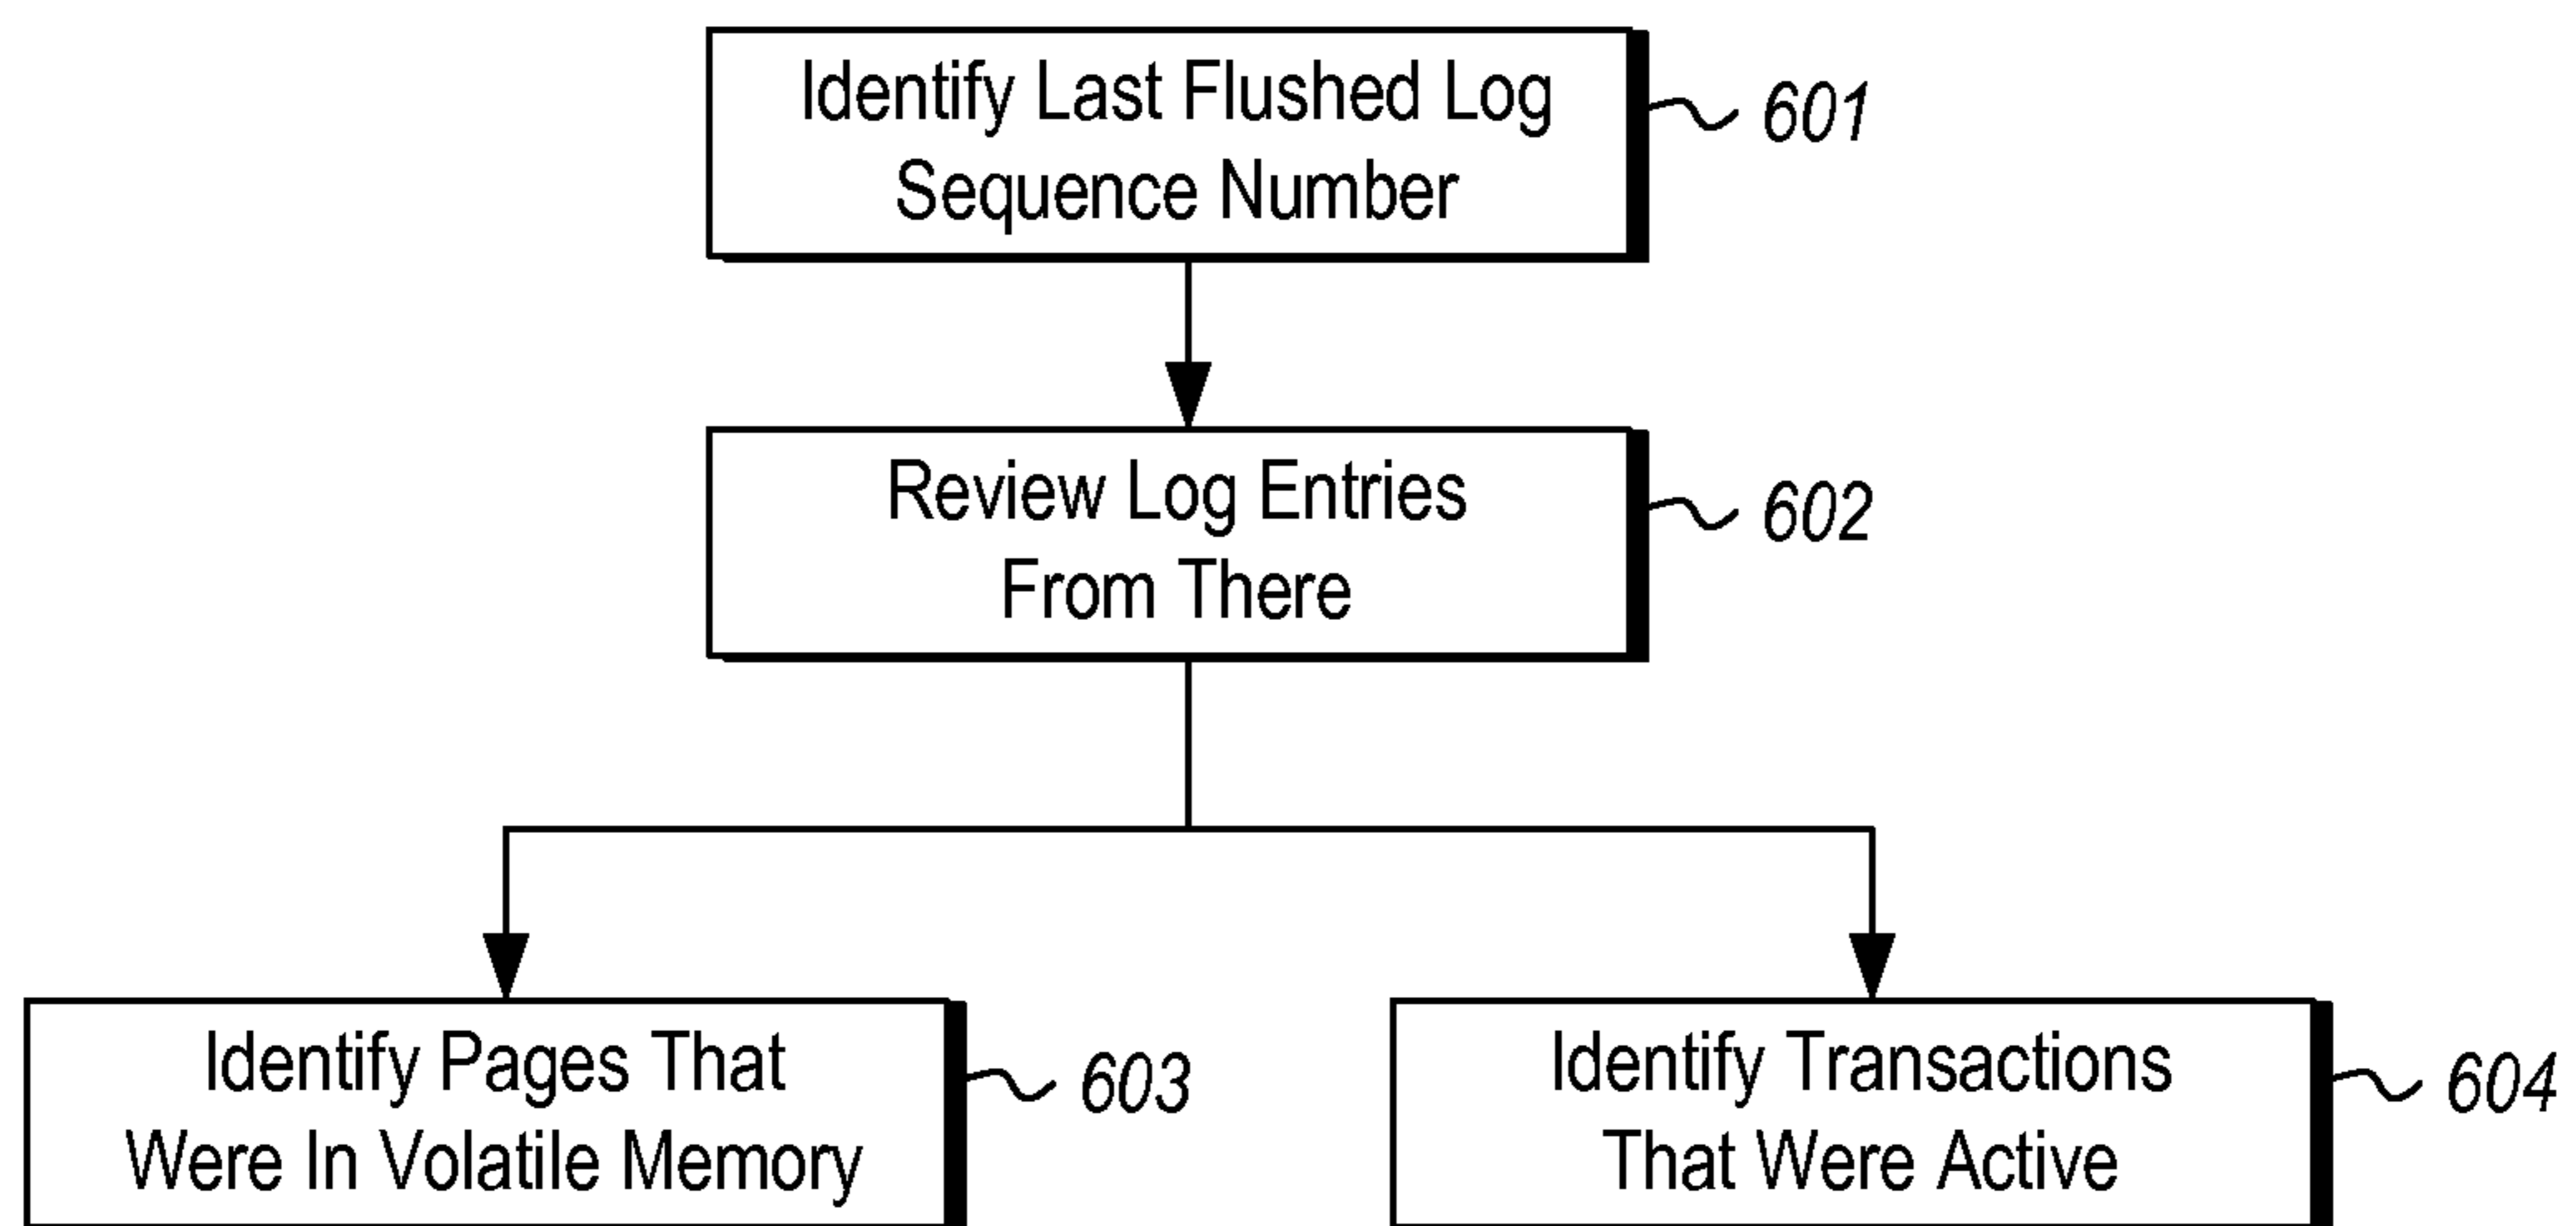 Identify Last Flushed Log
Sequence Number
601
Review Log Entries
From There
602
Identify Pages That
Were In Volatile Memory
603
Identify Transactions
That Were Active
604